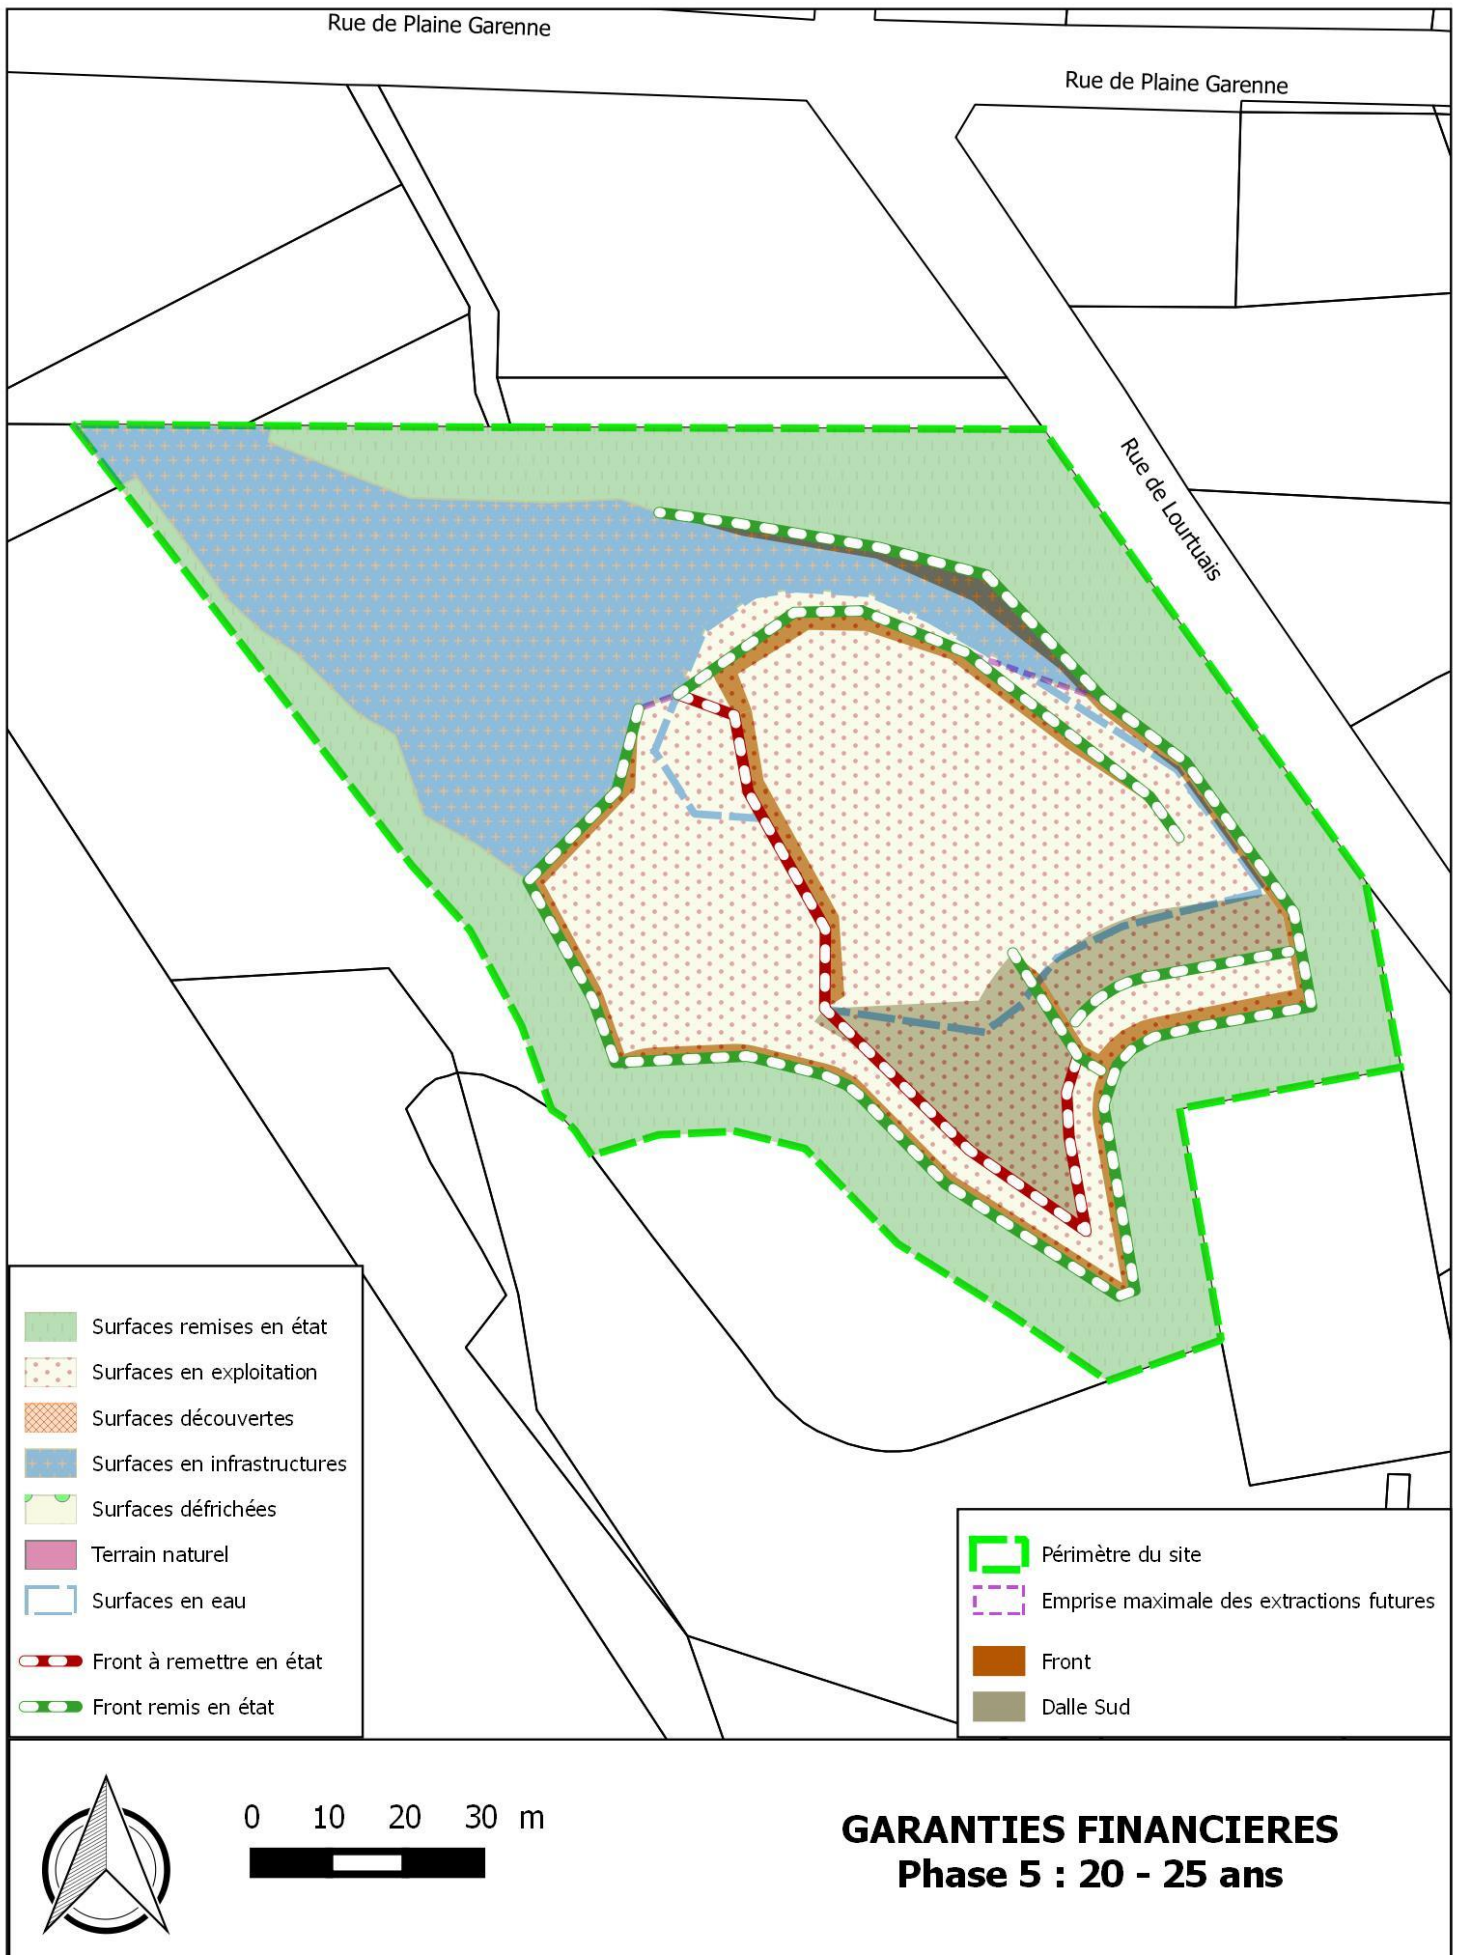 Rue de Plaine Garenne
Rue de Plaine Garenne
Rue de Lourtuais
Surfaces remises en état
Surfaces en exploitation
Surfaces découvertes
Surfaces en infrastructures
Surfaces défrichées
Terrain naturel
Surfaces en eau
Front à remettre en état
Front remis en état
Périmètre du site
Emprise maximale des extractions futures
Front
Dalle Sud
0 10 20 30 m
GARANTIES FINANCIERES
Phase 5 : 20 - 25 ans